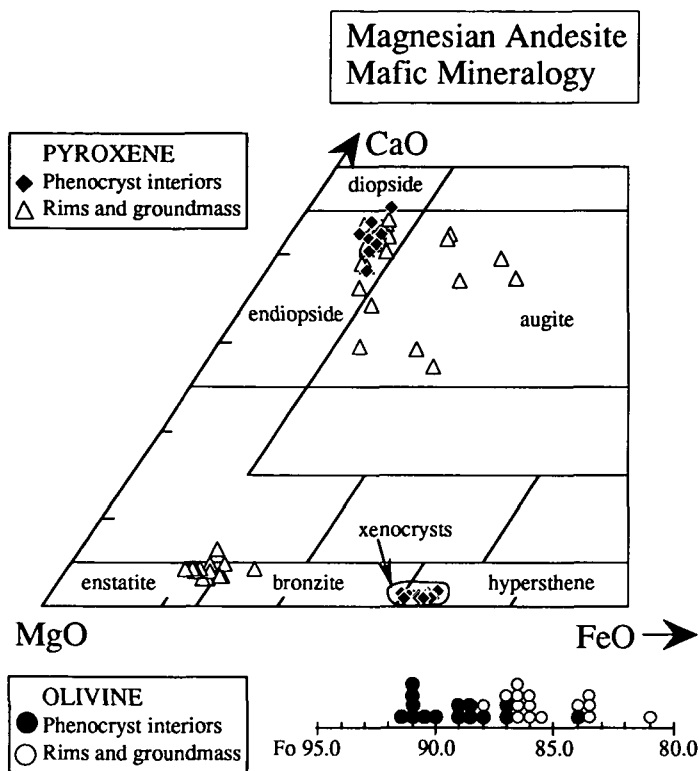 Magnesian Andesite
Mafic Mineralogy
PYROXENE
Phenocryst interiors
Rims and groundmass
CaO
diopside
endiopside
augite
xenocrysts
enstatite
bronzite
hypersthene
MgO
FeO
OLIVINE
Phenocryst interiors
Rims and groundmass
Fo 95.0 90.0 85.0 80.0